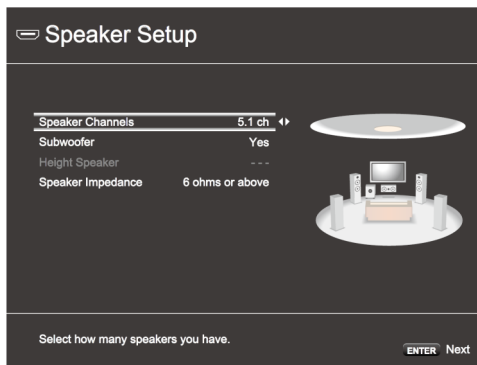 Speaker Setup
Speaker Channels 5.1 ch
Subwoofer Yes
Height Speaker - - -
Speaker Impedance 6 ohms or above
Select how many speakers you have.
ENTER Next